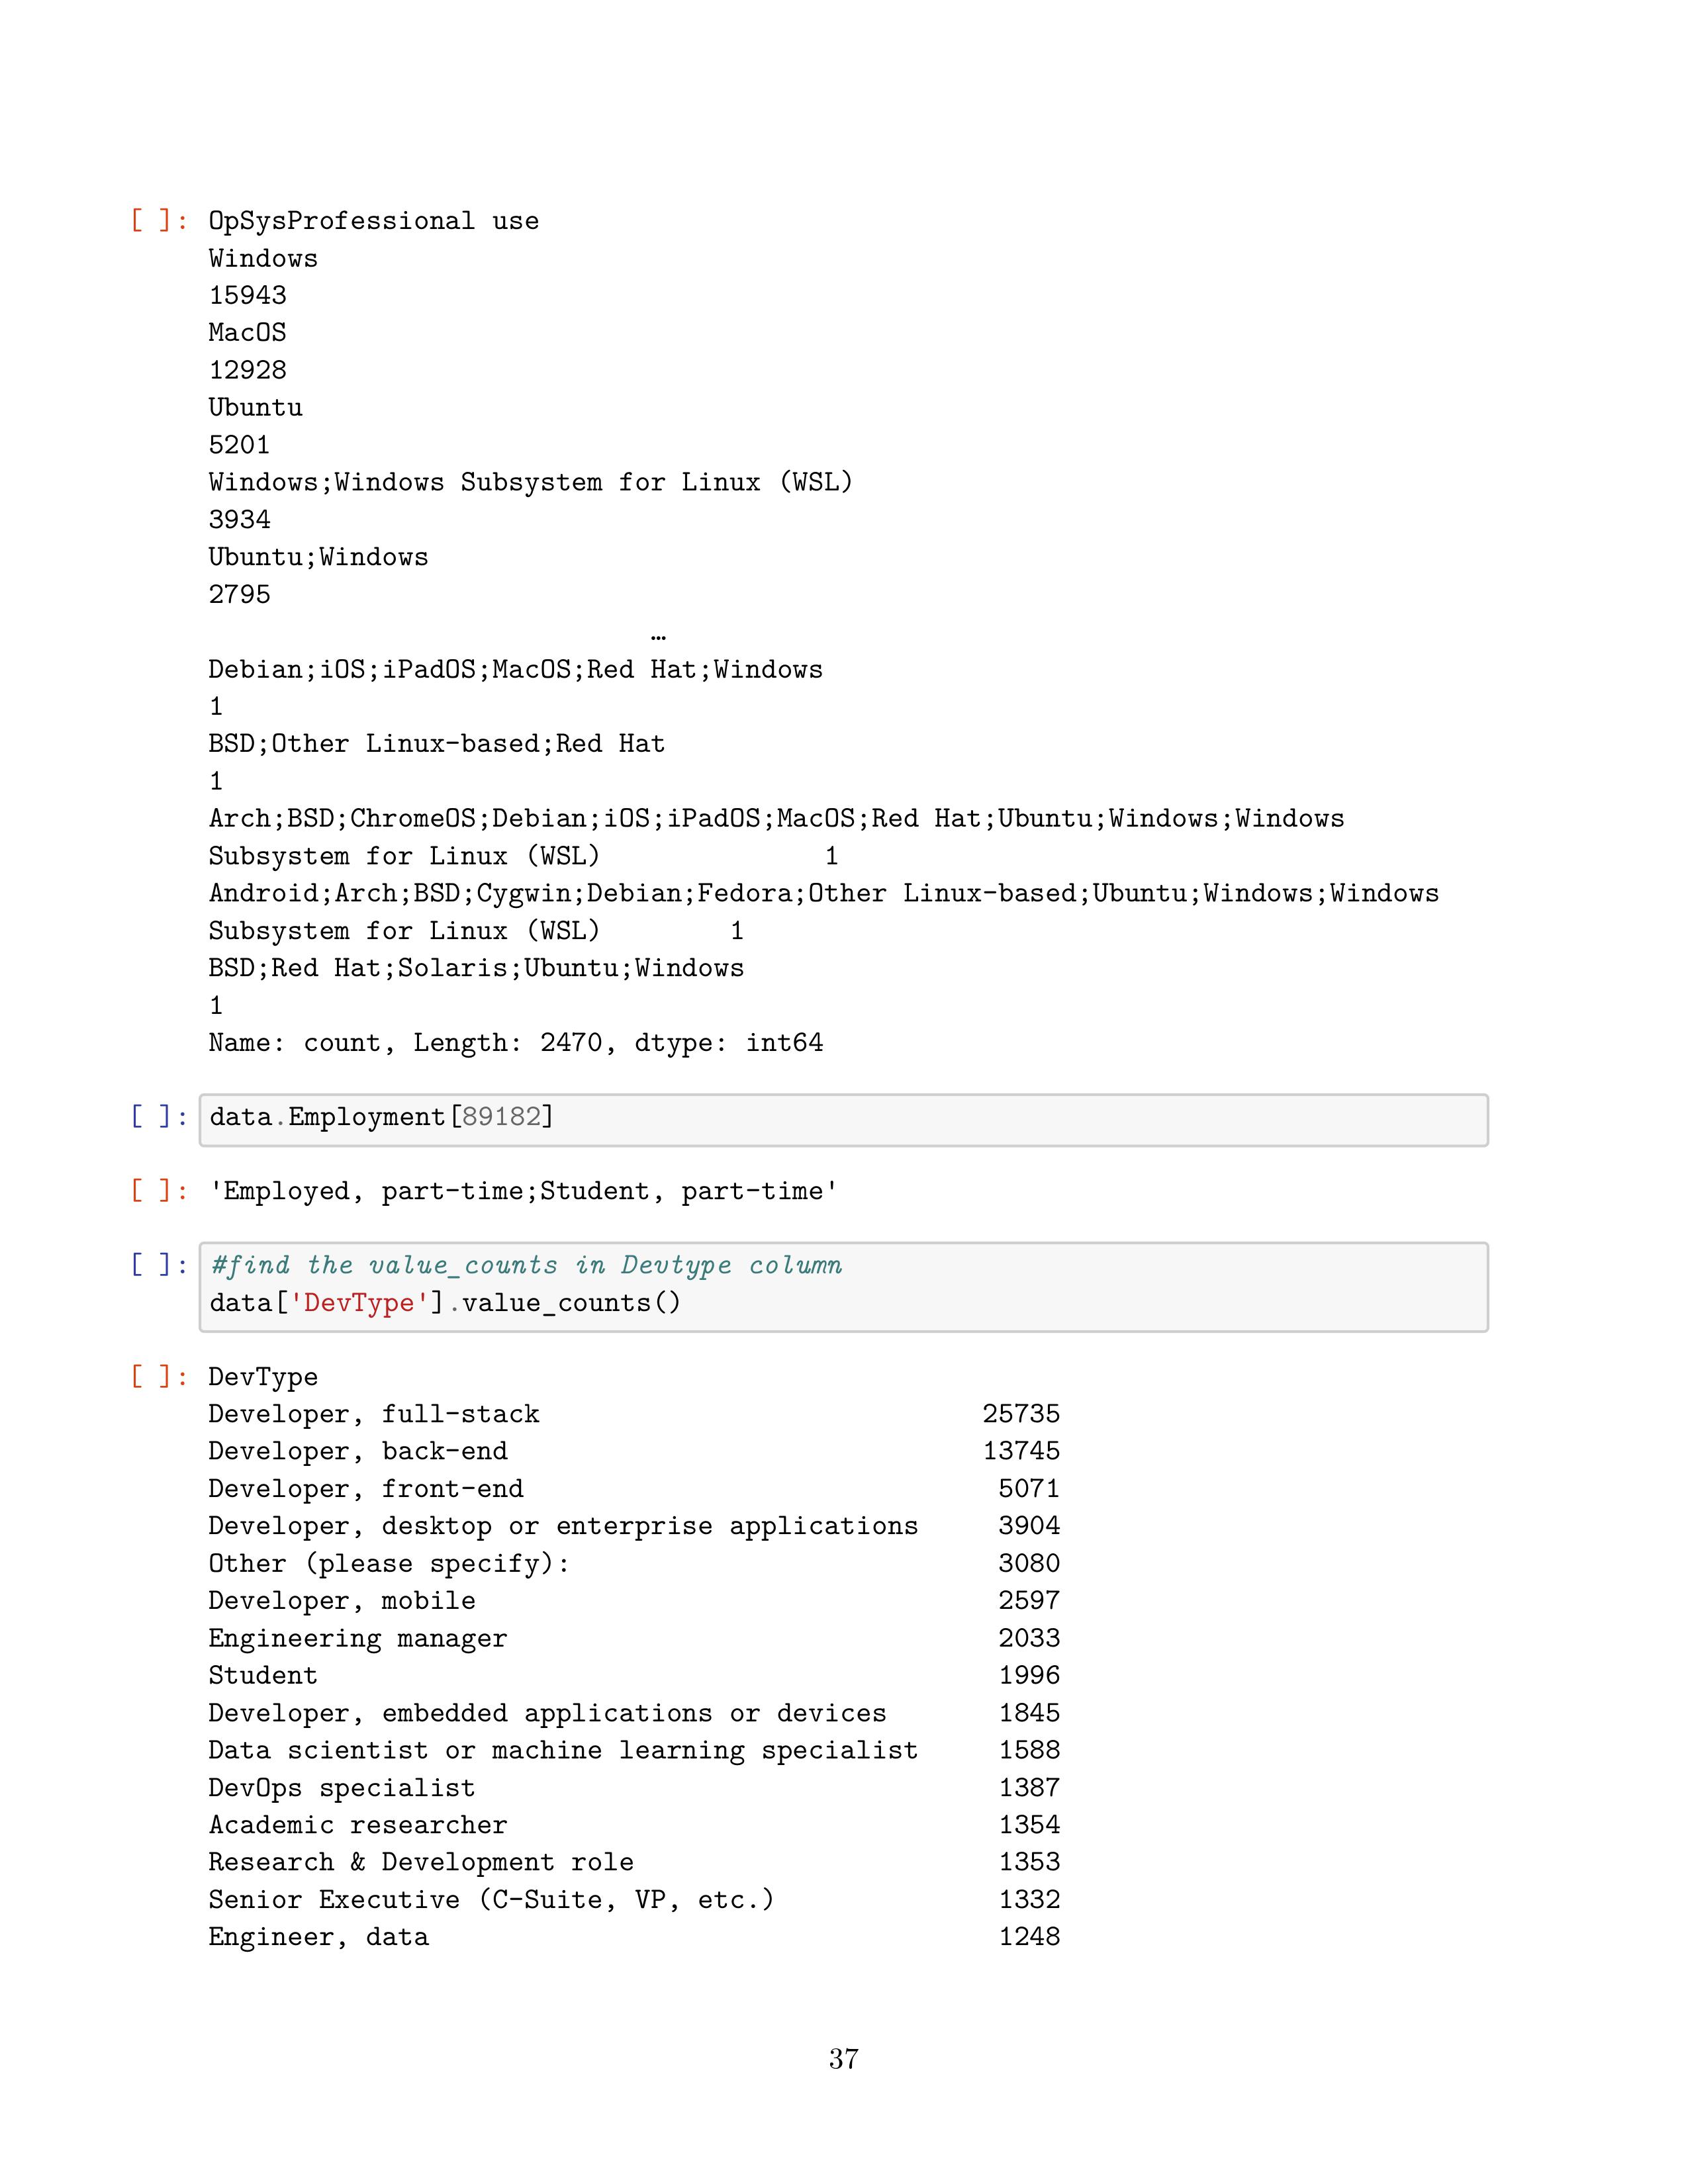 [ ]: OpSysProfessional use
Windows
15943
MacOS
12928
Ubuntu
5201
Windows;Windows Subsystem for Linux (WSL)
3934
Ubuntu;Windows
2795
…
Debian;iOS;iPadOS;MacOS;Red Hat;Windows
1
BSD;Other Linux-based;Red Hat
1
Arch;BSD;ChromeOS;Debian;iOS;iPadOS;MacOS;Red Hat;Ubuntu;Windows;Windows
Subsystem for Linux (WSL) 1
Android;Arch;BSD;Cygwin;Debian;Fedora;Other Linux-based;Ubuntu;Windows;Windows
Subsystem for Linux (WSL) 1
BSD;Red Hat;Solaris;Ubuntu;Windows
1
Name: count, Length: 2470, dtype: int64
[ ]: data.Employment[89182]
[ ]: 'Employed, part-time;Student, part-time'
[ ]: #find the value_counts in Devtype column
data['DevType'].value_counts()
[ ]: DevType
Developer, full-stack 25735
Developer, back-end 13745
Developer, front-end 5071
Developer, desktop or enterprise applications 3904
Other (please specify): 3080
Developer, mobile 2597
Engineering manager 2033
Student 1996
Developer, embedded applications or devices 1845
Data scientist or machine learning specialist 1588
DevOps specialist 1387
Academic researcher 1354
Research & Development role 1353
Senior Executive (C-Suite, VP, etc.) 1332
Engineer, data 1248
37